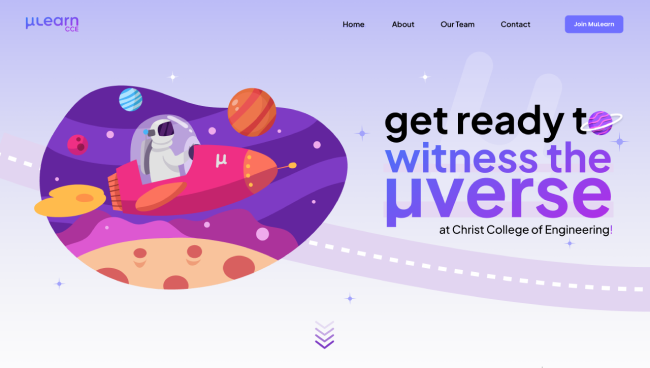 µLearn
CCE
Home About Our Team Contact Join MuLearn
µ
get ready to
witness the
µverse
at Christ College of Engineering!